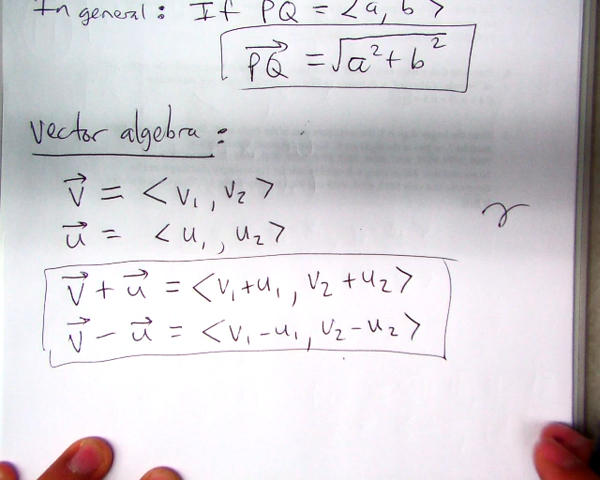 In general: If PQ = <a, b>
PQ⃗ = √a² + b²
vector algebra:
v⃗ = <v₁, v₂>
u⃗ = <u₁, u₂>
v⃗ + u⃗ = <v₁+u₁, v₂+u₂>
v⃗ − u⃗ = <v₁−u₁, v₂−u₂>